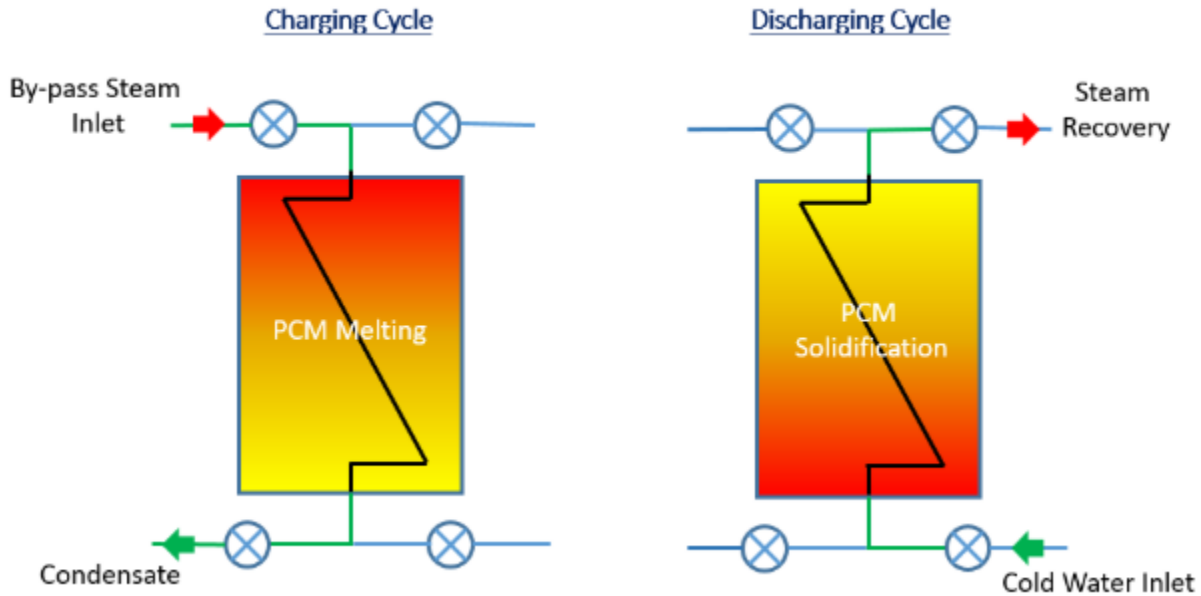 Charging Cycle
Discharging Cycle
By-pass Steam
Inlet
Steam
Recovery
PCM Melting
PCM
Solidification
Condensate
Cold Water Inlet